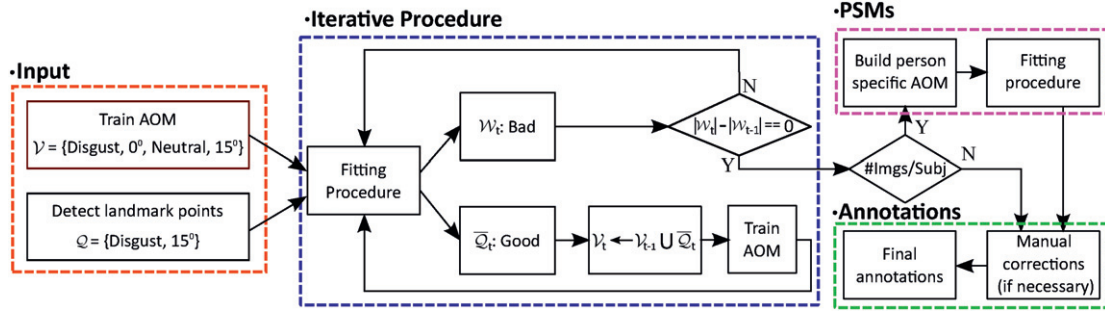 ·Input
Train AOM
𝒱 = {Disgust, 0⁰, Neutral, 15⁰}
Detect landmark points
𝒬 = {Disgust, 15⁰}
·Iterative Procedure
Fitting
Procedure
𝒲t: Bad
N
|𝒲t|-|𝒲t-1|==0
Y
𝒬̅t: Good
𝒱t ← 𝒱t-1 ⋃ 𝒬̅t
Train
AOM
·PSMs
Build person
specific AOM
Fitting
procedure
Y
#Imgs/Subj
N
·Annotations
Final
annotations
Manual
corrections
(if necessary)